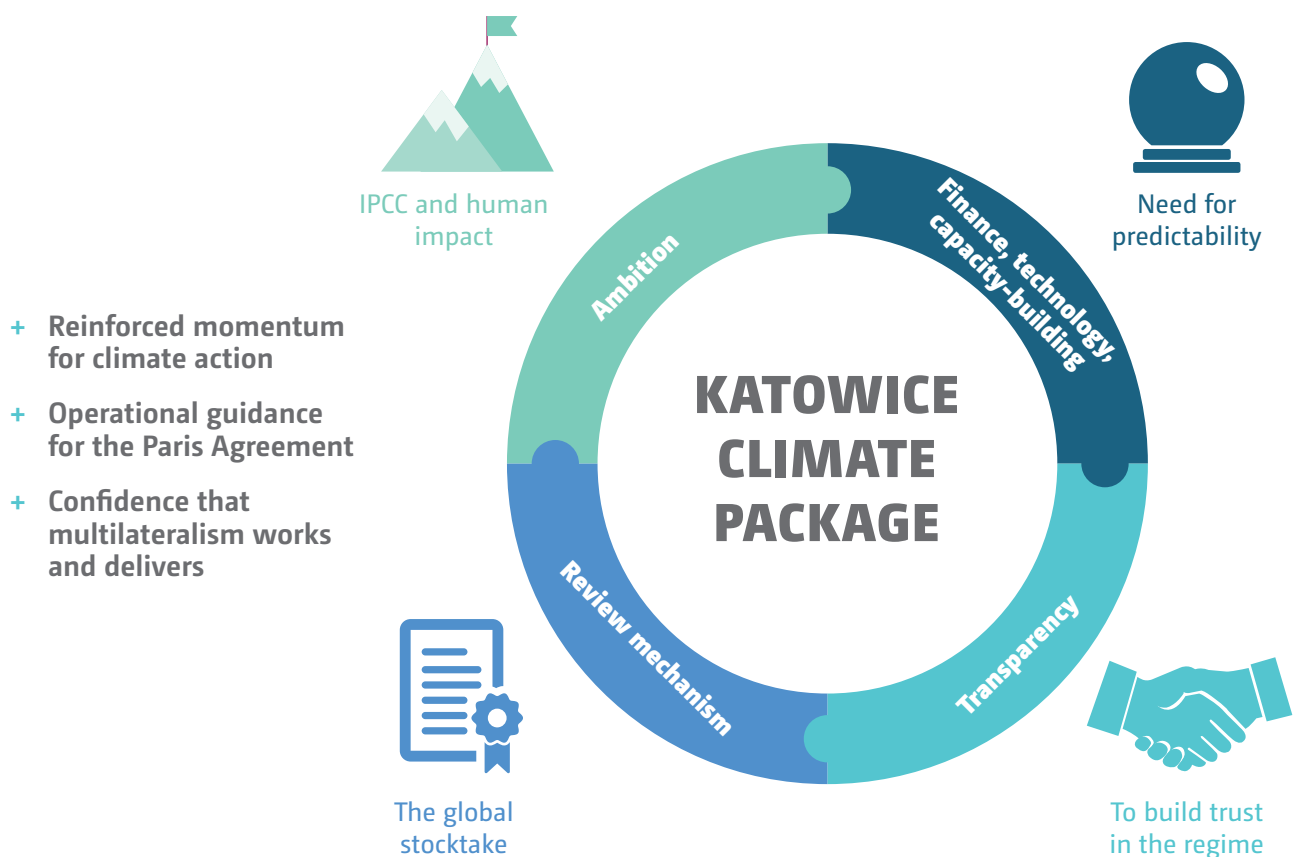 IPCC and human
impact
Need for
predictability
Ambition
Finance, technology,
capacity-building
+ Reinforced momentum
for climate action
+ Operational guidance
for the Paris Agreement
+ Confidence that
multilateralism works
and delivers
KATOWICE
CLIMATE
PACKAGE
Review mechanism
Transparency
The global
stocktake
To build trust
in the regime